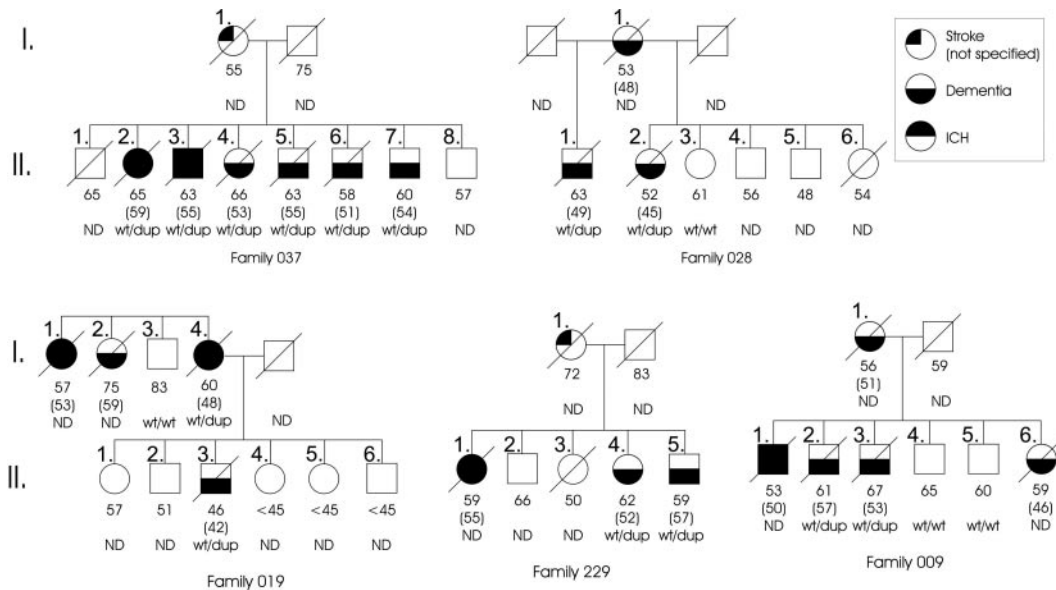 I.
1.
55
75
ND
ND
1.
53
(48)
ND
ND
ND
Stroke
(not specified)
Dementia
ICH
II.
1. 2. 3. 4. 5. 6. 7. 8.
65 65 63 66 63 58 60 57
(59) (55) (53) (55) (51) (54)
ND wt/dup wt/dup wt/dup wt/dup wt/dup wt/dup ND
Family 037
1. 2. 3. 4. 5. 6.
63 52 61 56 48 54
(49) (45)
wt/dup wt/dup wt/wt ND ND ND
Family 028
I.
1. 2. 3. 4.
57 75 83 60
(53) (59) (48)
ND ND wt/wt wt/dup ND
II.
1. 2. 3. 4. 5. 6.
57 51 46 <45 <45 <45
(42)
ND ND wt/dup ND ND ND
Family 019
1.
72 83
ND ND
1. 2. 3. 4. 5.
59 66 50 62 59
(55) (52) (57)
ND ND ND wt/dup wt/dup
Family 229
1.
56 59
(51)
ND ND
1. 2. 3. 4. 5. 6.
53 61 67 65 60 59
(50) (57) (53) (46)
ND wt/dup wt/dup wt/wt wt/wt ND
Family 009